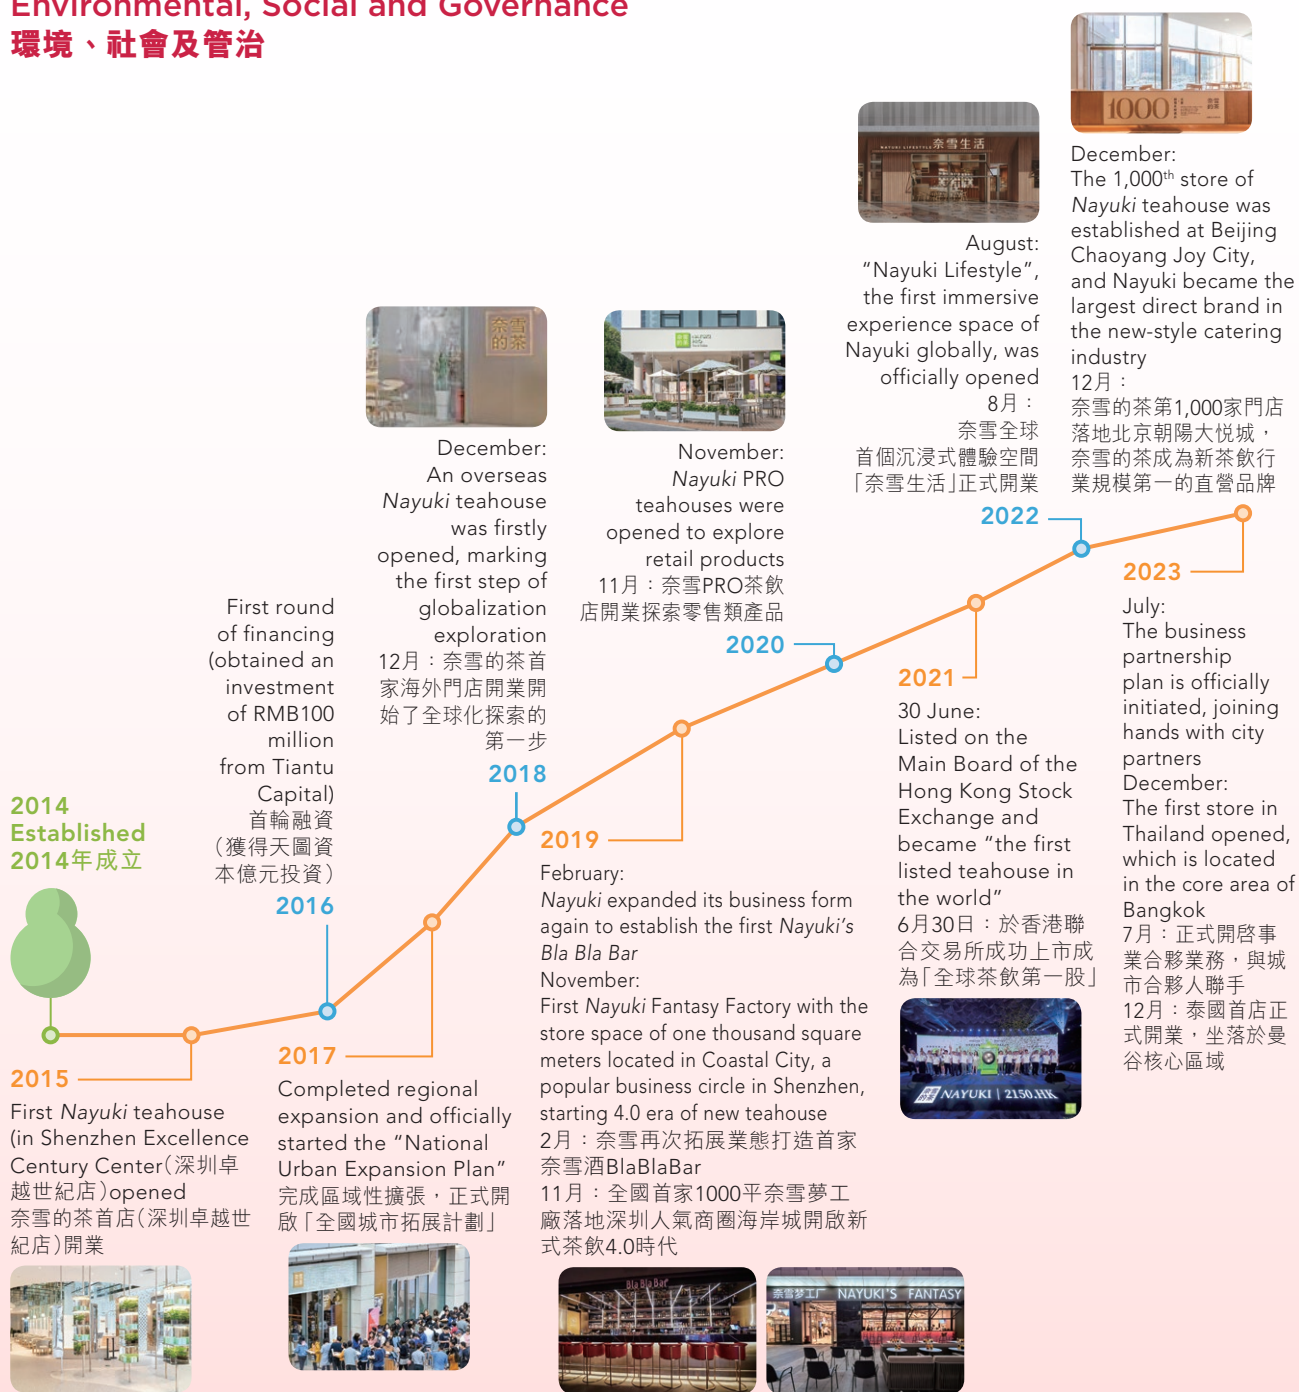 Environmental, Social and Governance
環境、社會及管治
2014
Established
2014年成立
2015
First Nayuki teahouse
(in Shenzhen Excellence
Century Center(深圳卓
越世紀店)opened
奈雪的茶首店(深圳卓越世
紀店)開業
First round
of financing
(obtained an
investment
of RMB100
million
from Tiantu
Capital)
首輪融資
(獲得天圖資
本億元投資)
2016
2017
Completed regional
expansion and officially
started the “National
Urban Expansion Plan”
完成區域性擴張，正式開
啟「全國城市拓展計劃」
奈雪
的茶
December:
An overseas
Nayuki teahouse
was firstly
opened, marking
the first step of
globalization
exploration
12月：奈雪的茶首
家海外門店開業開
始了全球化探索的
第一步
2018
2019
February:
Nayuki expanded its business form
again to establish the first Nayuki’s
Bla Bla Bar
November:
First Nayuki Fantasy Factory with the
store space of one thousand square
meters located in Coastal City, a
popular business circle in Shenzhen,
starting 4.0 era of new teahouse
2月：奈雪再次拓展業態打造首家
奈雪酒BlaBlaBar
11月：全國首家1000平奈雪夢工
廠落地深圳人氣商圈海岸城開啟新
式茶飲4.0時代
Bla Bla Bar
奈雪梦工厂 NAYUKI'S FANTASY
November:
Nayuki PRO
teahouses were
opened to explore
retail products
11月：奈雪PRO茶飲
店開業探索零售類產品
2020
2021
30 June:
Listed on the
Main Board of the
Hong Kong Stock
Exchange and
became “the first
listed teahouse in
the world”
6月30日：於香港聯
合交易所成功上市成
為「全球茶飲第一股」
NAYUKI | 2150.HK
NAYUKI LIFESTYLE 奈雪生活
August:
“Nayuki Lifestyle”,
the first immersive
experience space of
Nayuki globally, was
officially opened
8月：
奈雪全球
首個沉浸式體驗空間
「奈雪生活」正式開業
2022
1000
December:
The 1,000th store of
Nayuki teahouse was
established at Beijing
Chaoyang Joy City,
and Nayuki became the
largest direct brand in
the new-style catering
industry
12月：
奈雪的茶第1,000家門店
落地北京朝陽大悦城，
奈雪的茶成為新茶飲行
業規模第一的直營品牌
2023
July:
The business
partnership
plan is officially
initiated, joining
hands with city
partners
December:
The first store in
Thailand opened,
which is located
in the core area of
Bangkok
7月：正式開啓事
業合夥業務，與城
市合夥人聯手
12月：泰國首店正
式開業，坐落於曼
谷核心區域